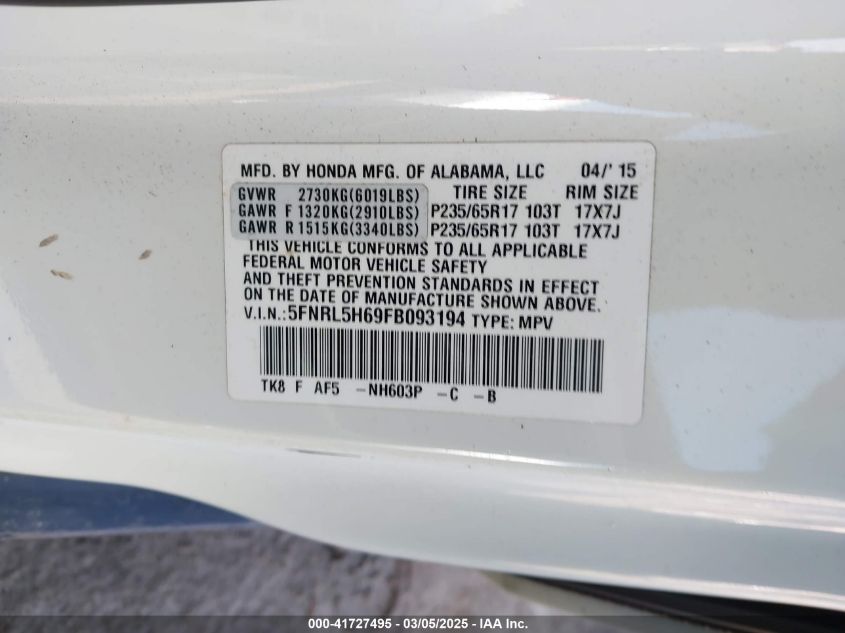 MFD. BY HONDA MFG. OF ALABAMA, LLC 04/' 15
GVWR 2730KG(6019LBS) TIRE SIZE RIM SIZE
GAWR F 1320KG(2910LBS) P235/65R17 103T 17X7J
GAWR R 1515KG(3340LBS) P235/65R17 103T 17X7J
THIS VEHICLE CONFORMS TO ALL APPLICABLE
FEDERAL MOTOR VEHICLE SAFETY
AND THEFT PREVENTION STANDARDS IN EFFECT
ON THE DATE OF MANUFACTURE SHOWN ABOVE.
V.I.N.: 5FNRL5H69FB093194 TYPE: MPV
TK8 F AF5 -NH603P -C -B
000-41727495 - 03/05/2025 - IAA Inc.